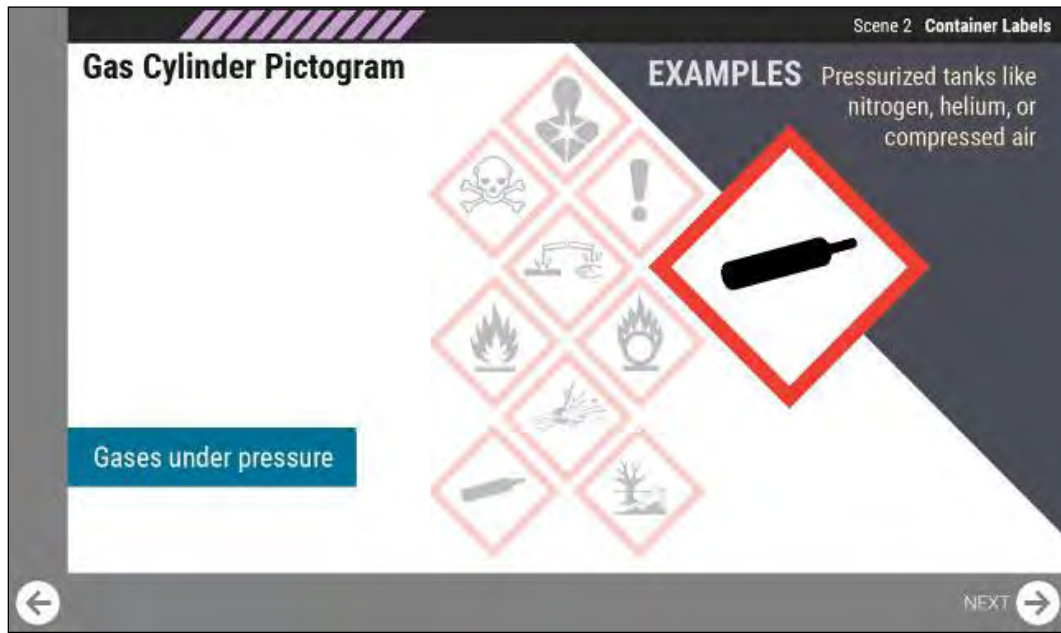 Scene 2 Container Labels
Gas Cylinder Pictogram
EXAMPLES
Pressurized tanks like
nitrogen, helium, or
compressed air
Gases under pressure
NEXT